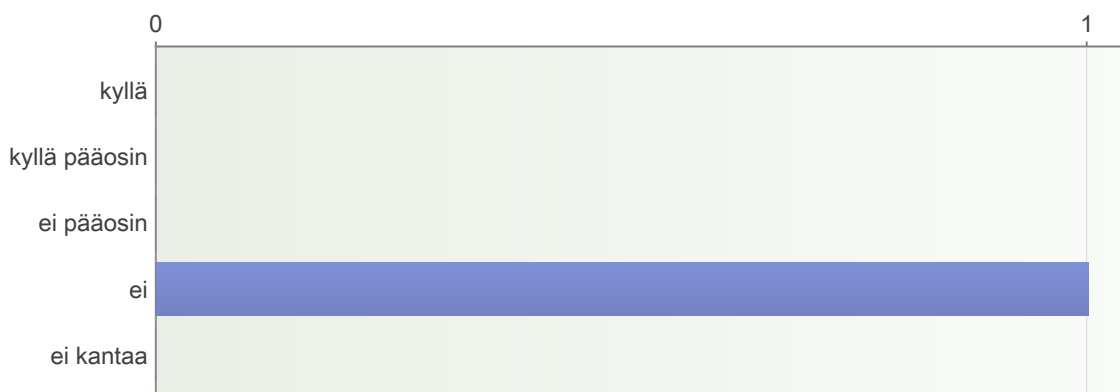 0 1
kyllä
kyllä pääosin
ei pääosin
ei
ei kantaa